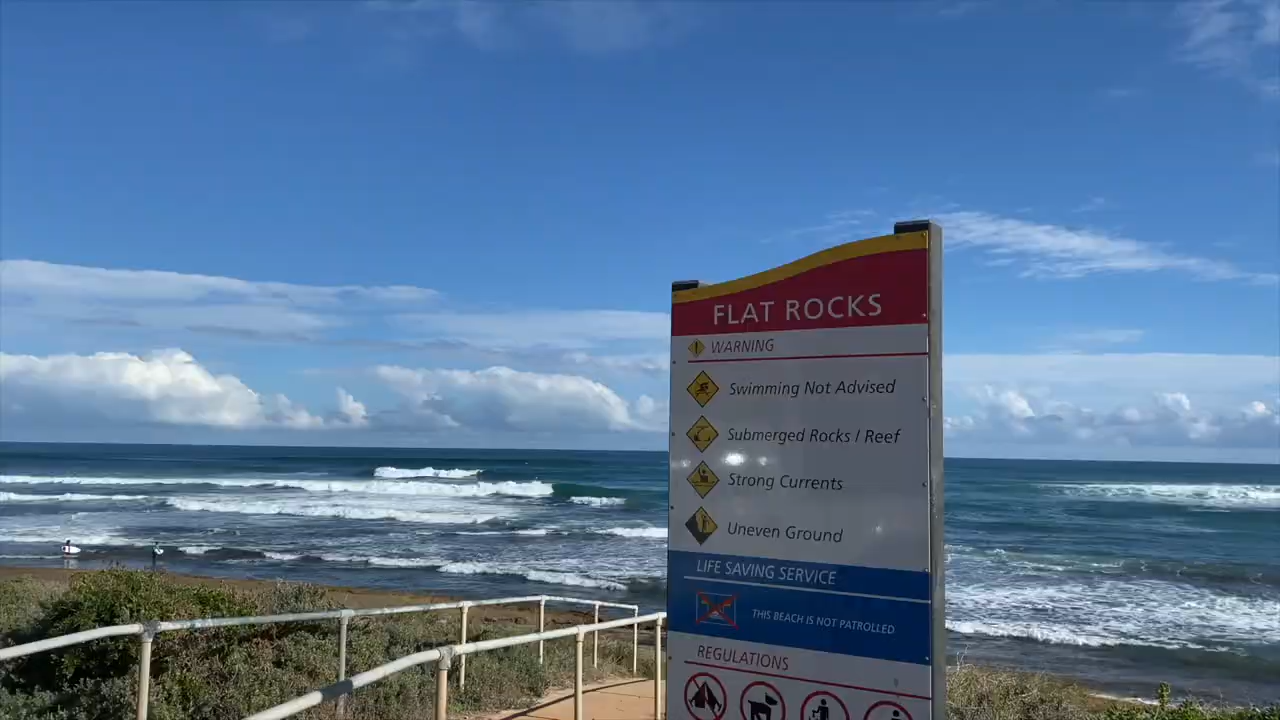 FLAT ROCKS
WARNING
Swimming Not Advised
Submerged Rocks / Reef
Strong Currents
Uneven Ground
LIFE SAVING SERVICE
THIS BEACH IS NOT PATROLLED
REGULATIONS